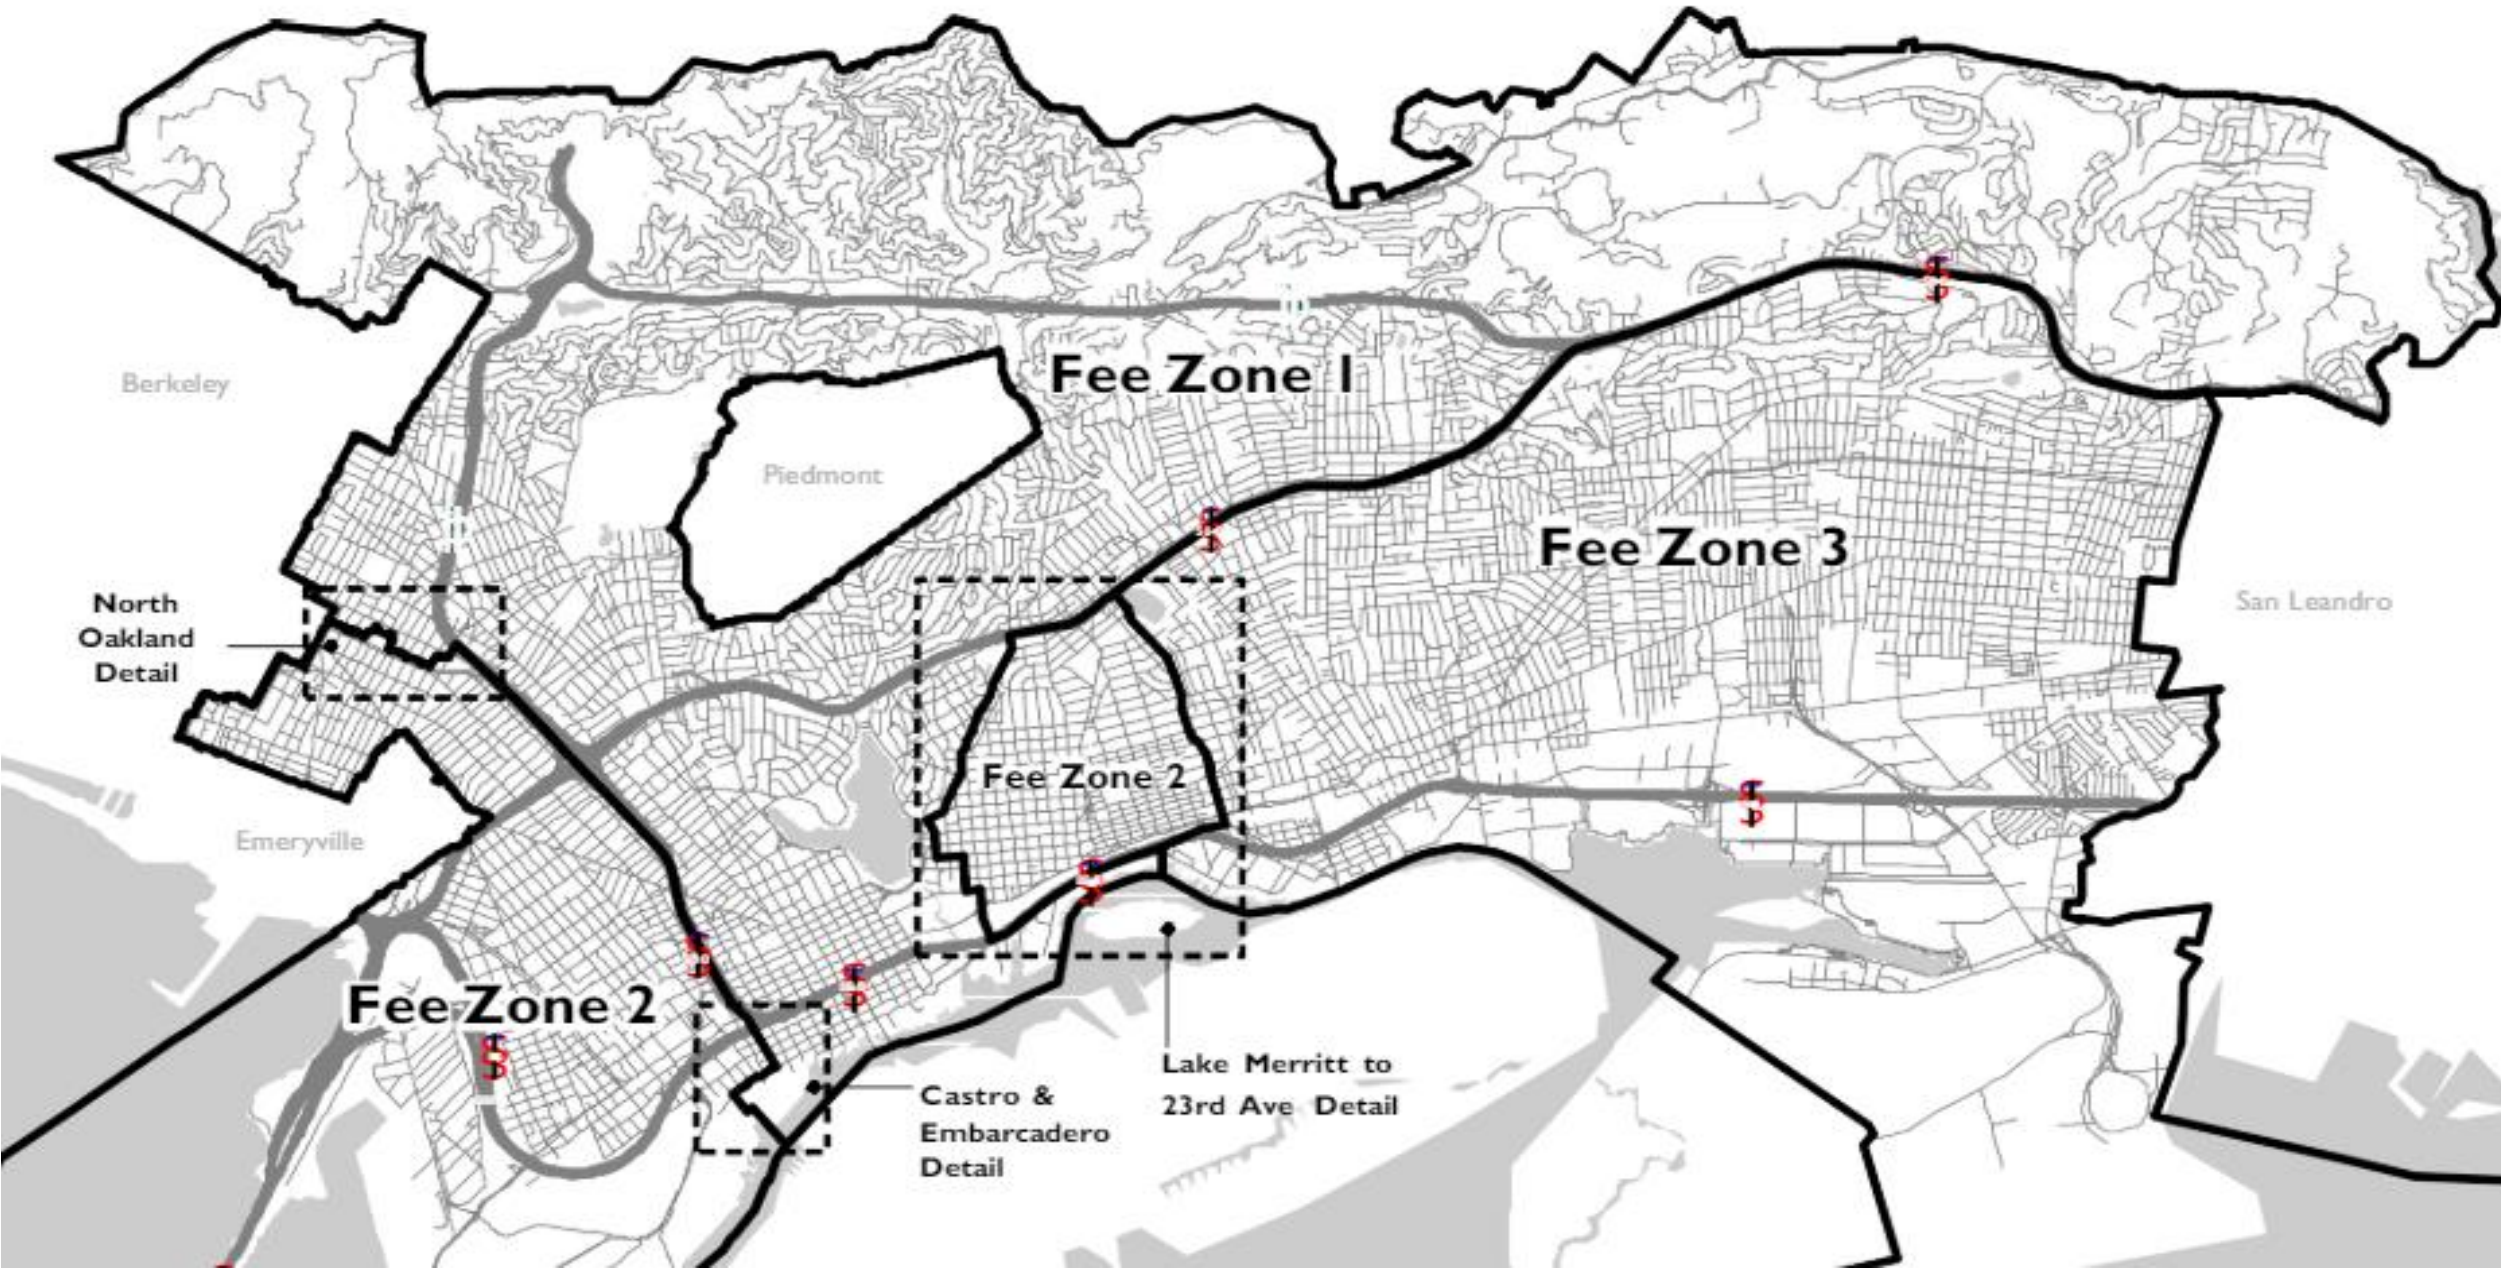 Fee Zone 1
Berkeley
Piedmont
Fee Zone 3
North
Oakland
Detail
San Leandro
Fee Zone 2
Emeryville
Fee Zone 2
Lake Merritt to
23rd Ave Detail
Castro &
Embarcadero
Detail